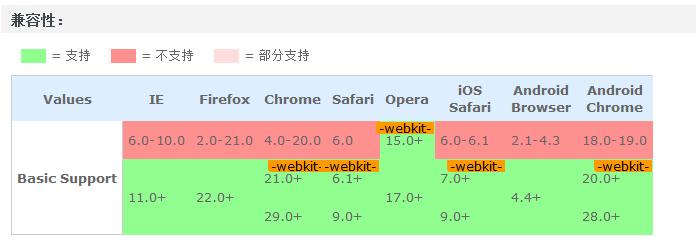 兼容性：
= 支持 = 不支持 = 部分支持
Values IE Firefox Chrome Safari Opera iOS Safari Android Browser Android Chrome
Basic Support
6.0-10.0 2.0-21.0 4.0-20.0 6.0 -webkit- 15.0+ 6.0-6.1 2.1-4.3 18.0-19.0
-webkit- -webkit- -webkit- -webkit-
21.0+ 6.1+ 7.0+ 20.0+
11.0+ 22.0+ 17.0+ 4.4+
29.0+ 9.0+ 9.0+ 28.0+